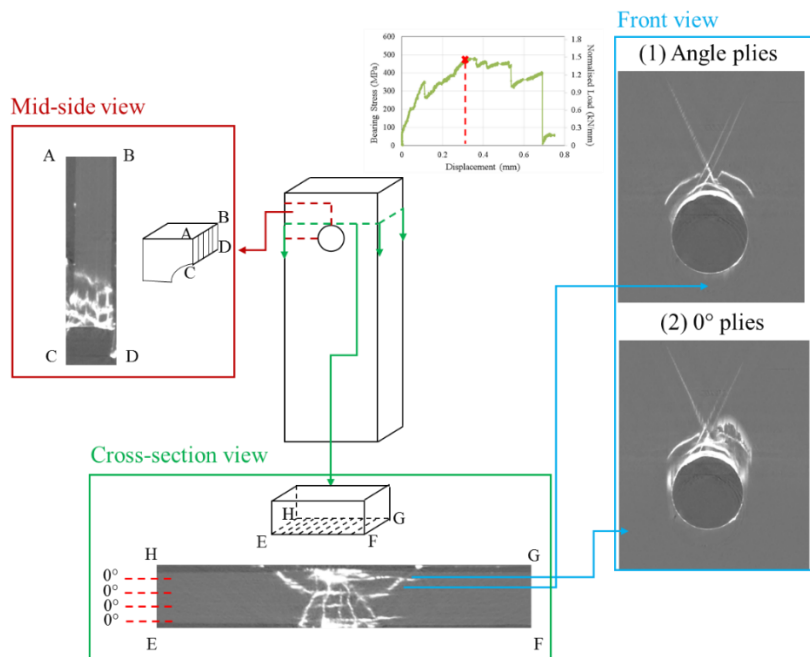 Front view
(1) Angle plies
(2) 0° plies
Bearing Stress (MPa)
600
500
400
300
200
100
0
1.8
1.5
1.2
0.9
0.6
0.3
0
Normalised Load (kN/mm)
0
0.2
0.4
0.6
0.8
Displacement (mm)
Mid-side view
A B
C D
B
A
D
C
Cross-section view
H
G
E F
H G
0°
0°
0°
0°
E F